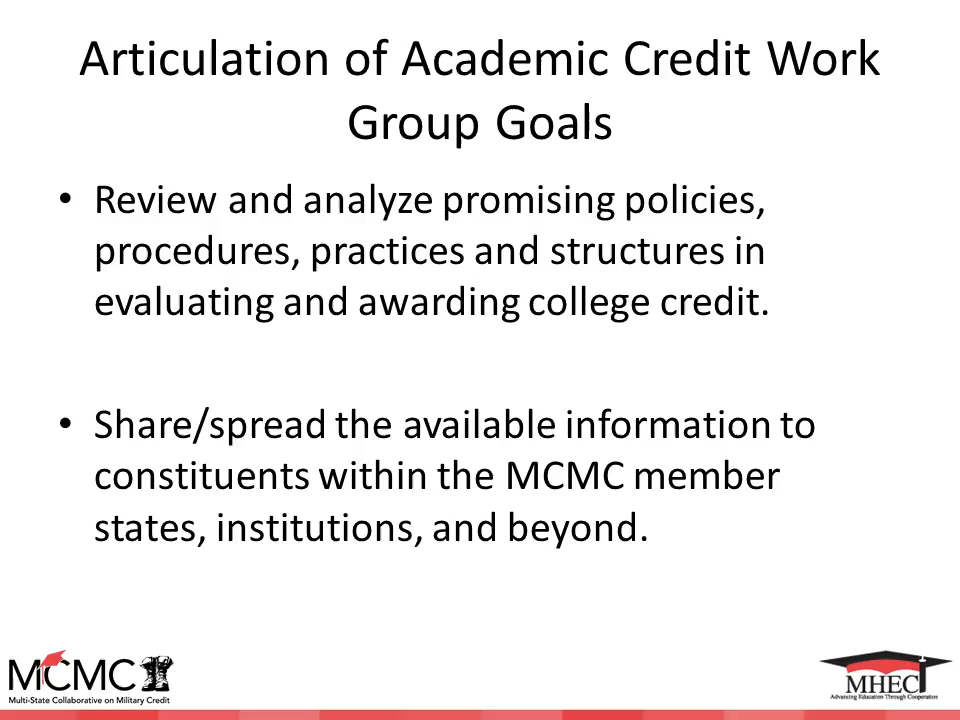 Articulation of Academic Credit Work
Group Goals
• Review and analyze promising policies,
procedures, practices and structures in
evaluating and awarding college credit.
• Share/spread the available information to
constituents within the MCMC member
states, institutions, and beyond.
MCMC
Multi-State Collaborative on Military Credit
MHEC
Advancing Education Through Cooperation